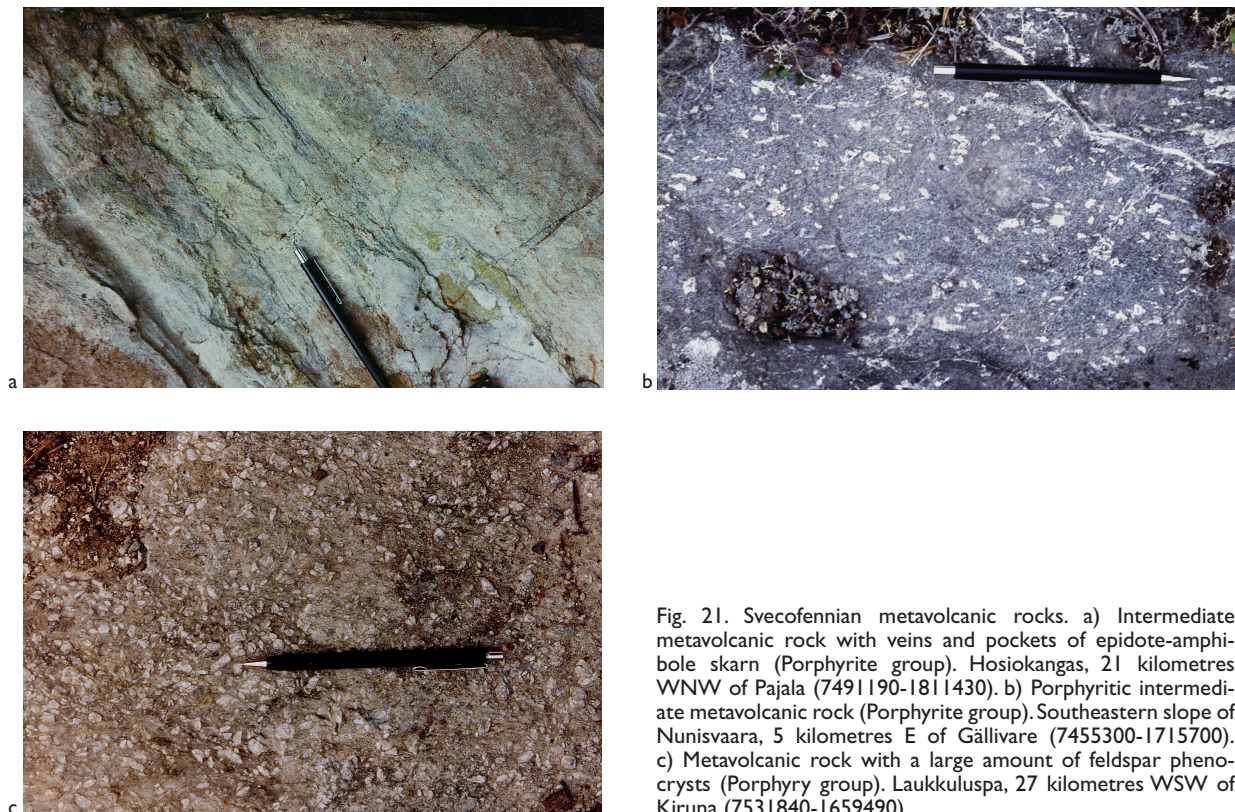 a
b
c
Fig. 21. Svecofennian metavolcanic rocks. a) Intermediate
metavolcanic rock with veins and pockets of epidote-amphi-
bole skarn (Porphyrite group). Hosiokangas, 21 kilometres
WNW of Pajala (7491190-1811430). b) Porphyritic intermedi-
ate metavolcanic rock (Porphyrite group). Southeastern slope of
Nunisvaara, 5 kilometres E of Gällivare (7455300-1715700).
c) Metavolcanic rock with a large amount of feldspar pheno-
crysts (Porphyry group). Laukkuluspa, 27 kilometres WSW of
Kiruna (7531840-1659490)